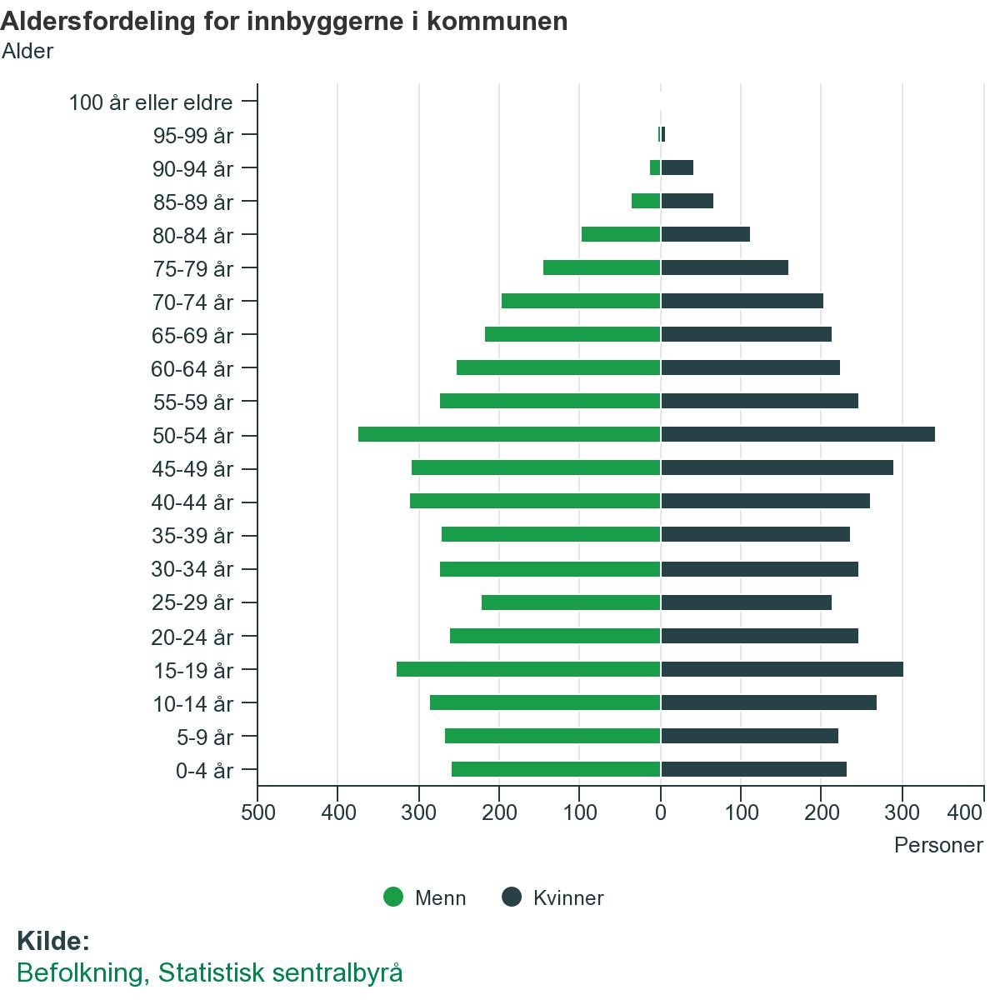 Aldersfordeling for innbyggerne i kommunen
Alder
100 år eller eldre
95-99 år
90-94 år
85-89 år
80-84 år
75-79 år
70-74 år
65-69 år
60-64 år
55-59 år
50-54 år
45-49 år
40-44 år
35-39 år
30-34 år
25-29 år
20-24 år
15-19 år
10-14 år
5-9 år
0-4 år
500 400 300 200 100 0 100 200 300 400
Personer
Menn Kvinner
Kilde:
Befolkning, Statistisk sentralbyrå